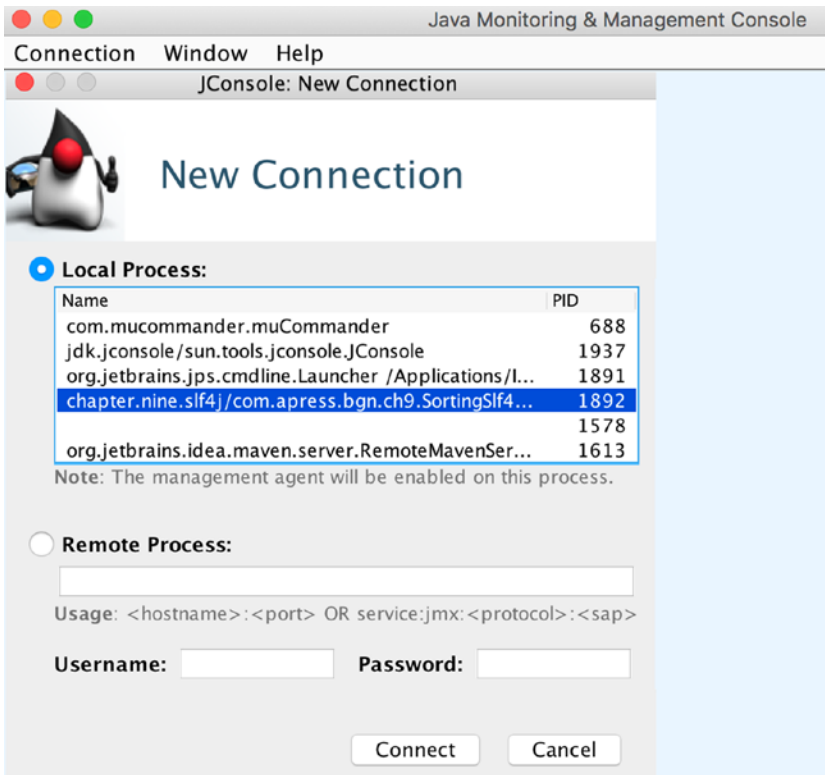 Java Monitoring & Management Console
Connection Window Help
JConsole: New Connection
New Connection
Local Process:
Name PID
com.mucommander.muCommander 688
jdk.jconsole/sun.tools.jconsole.JConsole 1937
org.jetbrains.jps.cmdline.Launcher /Applications/I... 1891
chapter.nine.slf4j/com.apress.bgn.ch9.SortingSlf4... 1892
1578
org.jetbrains.idea.maven.server.RemoteMavenSer... 1613
Note: The management agent will be enabled on this process.
Remote Process:
Usage: <hostname>:<port> OR service:jmx:<protocol>:<sap>
Username: Password:
Connect Cancel